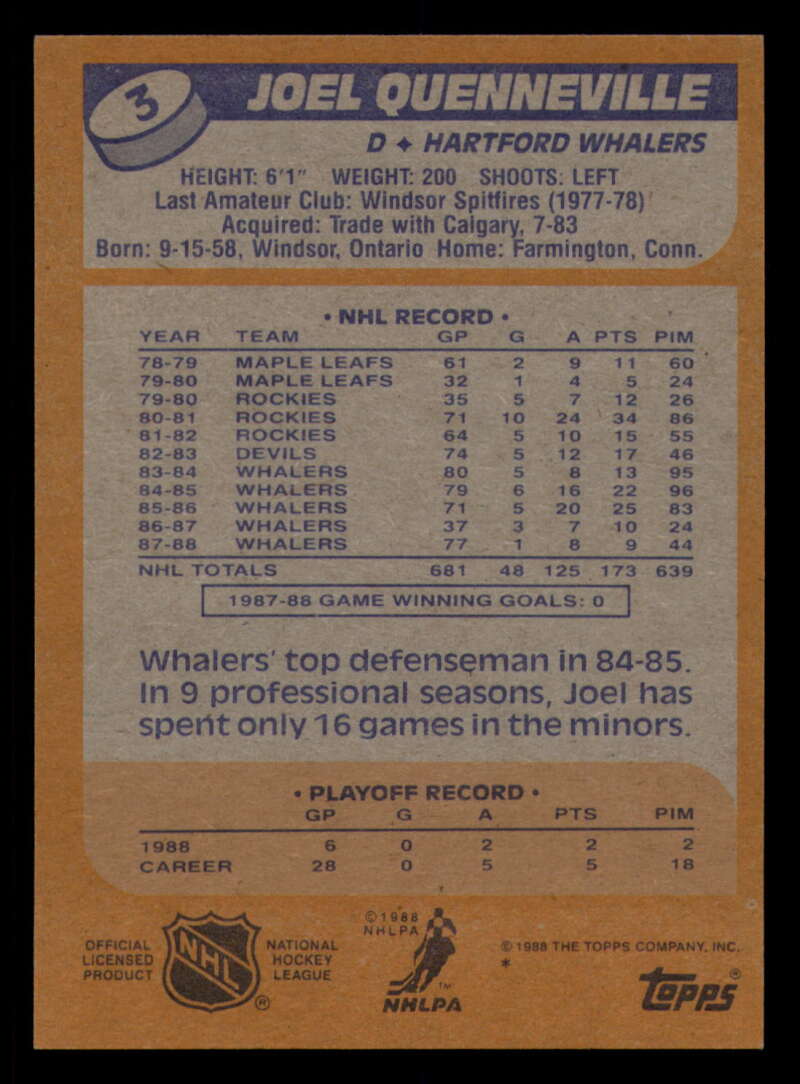 3
JOEL QUENNEVILLE
D ✦ HARTFORD WHALERS
HEIGHT: 6'1" WEIGHT: 200 SHOOTS: LEFT
Last Amateur Club: Windsor Spitfires (1977-78)
Acquired: Trade with Calgary, 7-83
Born: 9-15-58, Windsor, Ontario Home: Farmington, Conn.
• NHL RECORD •
YEAR TEAM GP G A PTS PIM
78-79 MAPLE LEAFS 61 2 9 11 60
79-80 MAPLE LEAFS 32 1 4 5 24
79-80 ROCKIES 35 5 7 12 26
80-81 ROCKIES 71 10 24 34 86
81-82 ROCKIES 64 5 10 15 55
82-83 DEVILS 74 5 12 17 46
83-84 WHALERS 80 5 8 13 95
84-85 WHALERS 79 6 16 22 96
85-86 WHALERS 71 5 20 25 83
86-87 WHALERS 37 3 7 10 24
87-88 WHALERS 77 1 8 9 44
NHL TOTALS 681 48 125 173 639
1987-88 GAME WINNING GOALS: 0
Whalers' top defenseman in 84-85.
In 9 professional seasons, Joel has
spent only 16 games in the minors.
• PLAYOFF RECORD •
GP G A PTS PIM
1988 6 0 2 2 2
CAREER 28 0 5 5 18
OFFICIAL
LICENSED
PRODUCT
NHL
®
NATIONAL
HOCKEY
LEAGUE
© 1988
NHLPA
TM
NHLPA
© 1988 THE TOPPS COMPANY, INC.
*
topps®